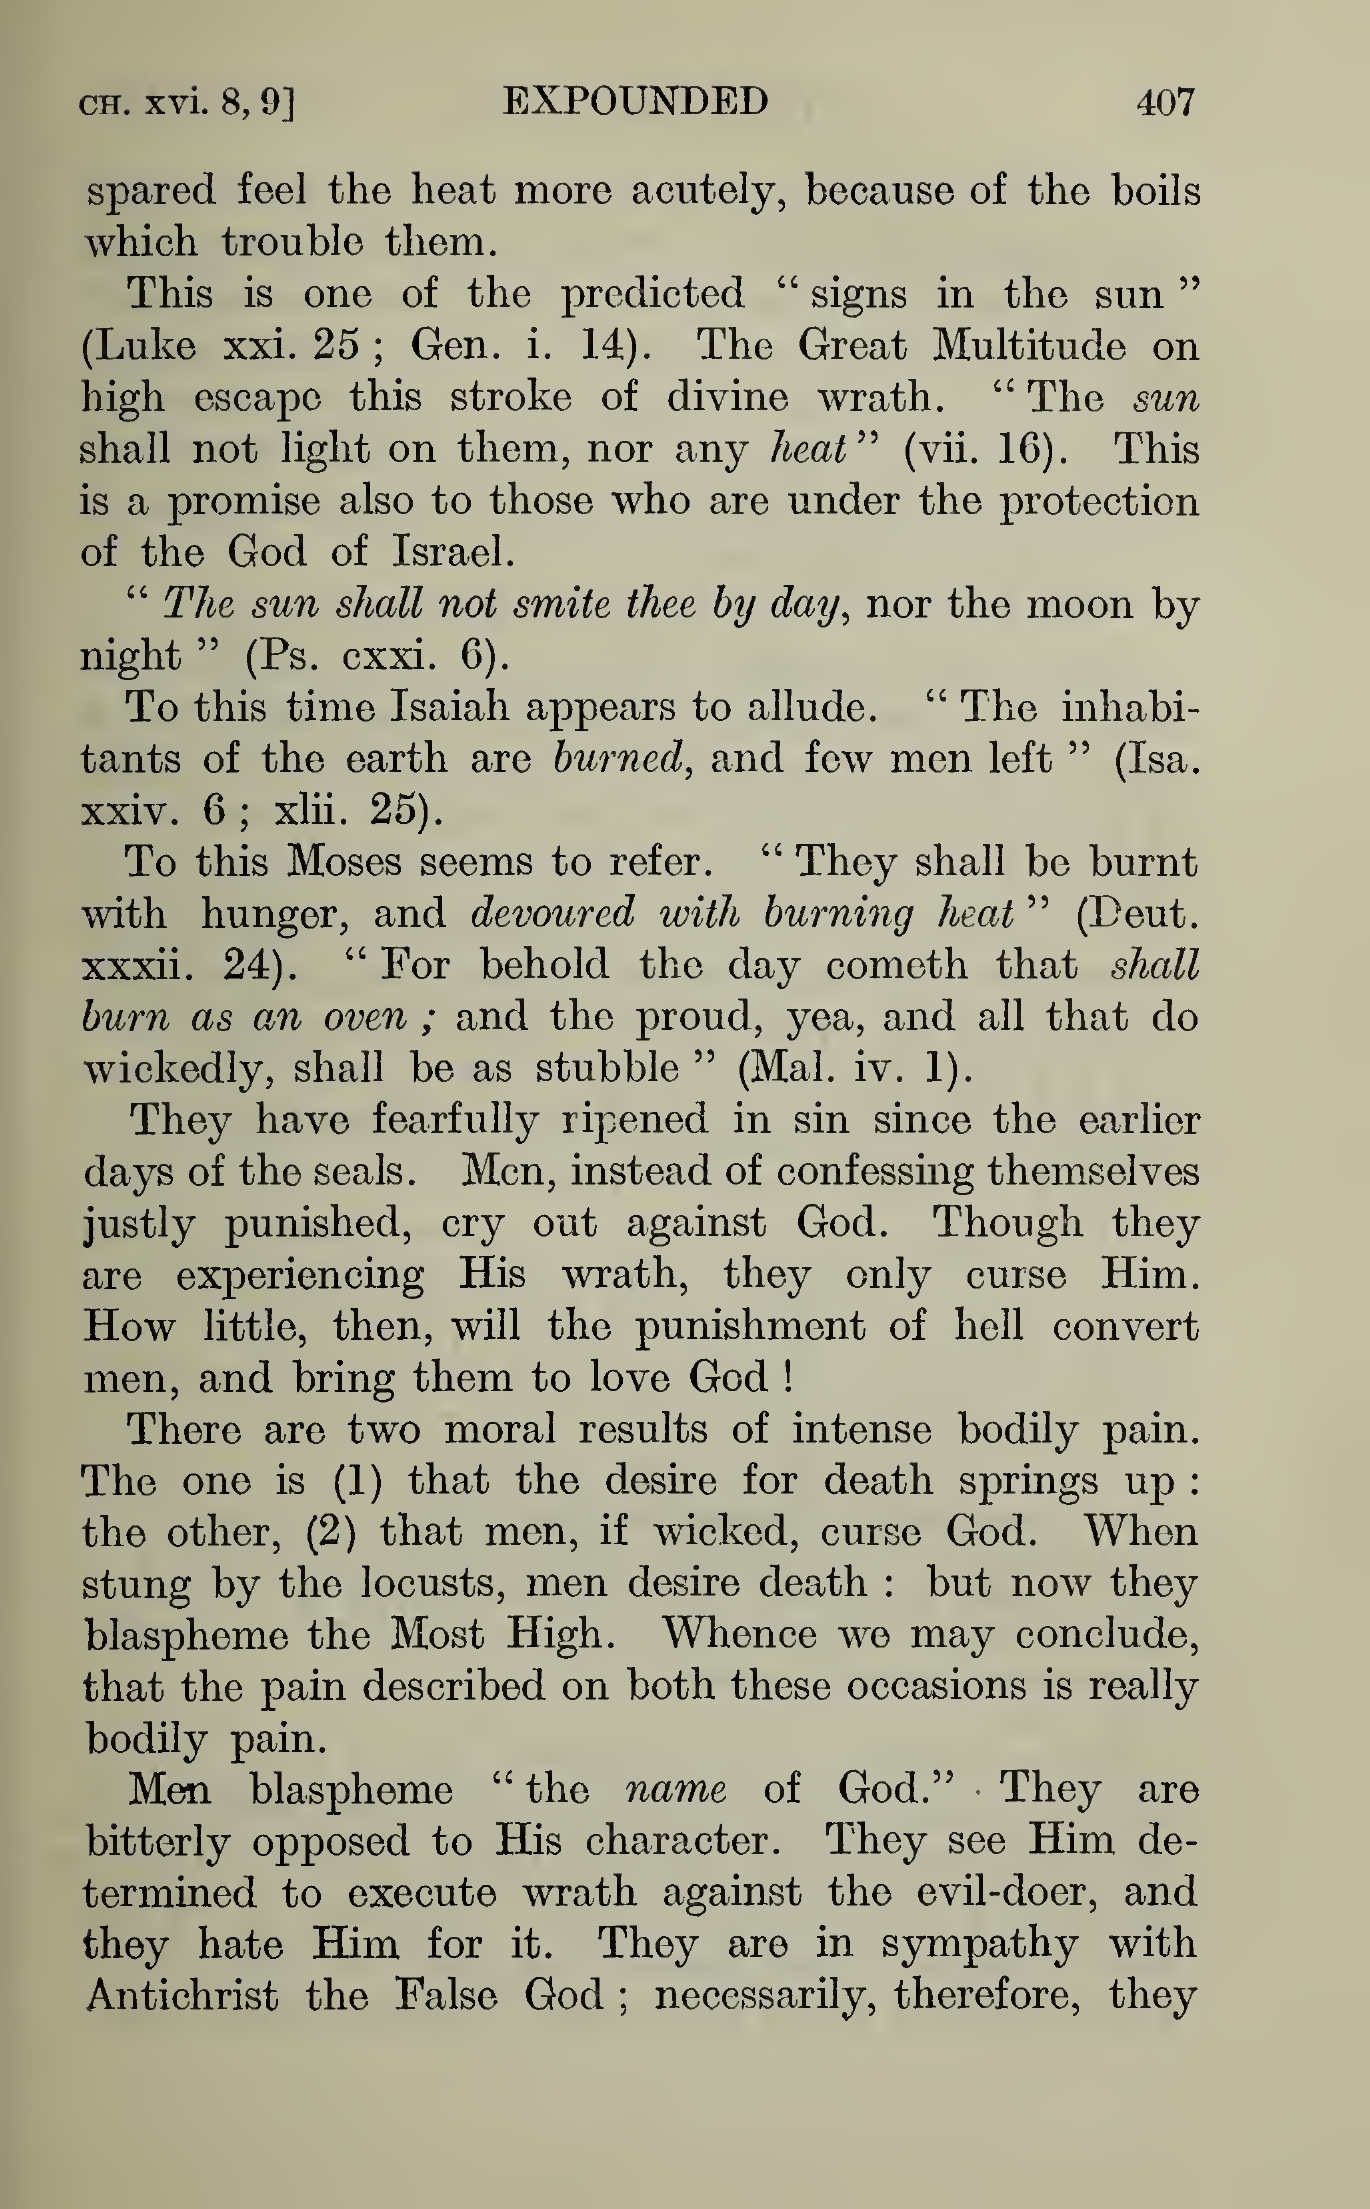 CH. xvi. 8, 9] EXPOUNDED 407
spared feel the heat more acutely, because of the boils
which trouble them.
This is one of the predicted “ signs in the sun ”
(Luke xxi. 25 ; Gen. i. 14). The Great Multitude on
high escape this stroke of divine wrath. “ The sun
shall not light on them, nor any heat ” (vii. 16). This
is a promise also to those who are under the protection
of the God of Israel.
“ The sun shall not smite thee by day, nor the moon by
night ” (Ps. cxxi. 6).
To this time Isaiah appears to allude. “ The inhabi-
tants of the earth are burned, and few men left ” (Isa.
xxiv. 6 ; xlii. 25).
To this Moses seems to refer. “ They shall be burnt
with hunger, and devoured with burning heat ” (Deut.
xxxii. 24). “ For behold the day cometh that shall
burn as an oven ; and the proud, yea, and all that do
wickedly, shall be as stubble ” (Mal. iv. 1).
They have fearfully ripened in sin since the earlier
days of the seals. Men, instead of confessing themselves
justly punished, cry out against God. Though they
are experiencing His wrath, they only curse Him.
How little, then, will the punishment of hell convert
men, and bring them to love God !
There are two moral results of intense bodily pain.
The one is (1) that the desire for death springs up :
the other, (2) that men, if wicked, curse God. When
stung by the locusts, men desire death : but now they
blaspheme the Most High. Whence we may conclude,
that the pain described on both these occasions is really
bodily pain.
Men blaspheme “ the name of God.” They are
bitterly opposed to His character. They see Him de-
termined to execute wrath against the evil-doer, and
they hate Him for it. They are in sympathy with
Antichrist the False God ; necessarily, therefore, they